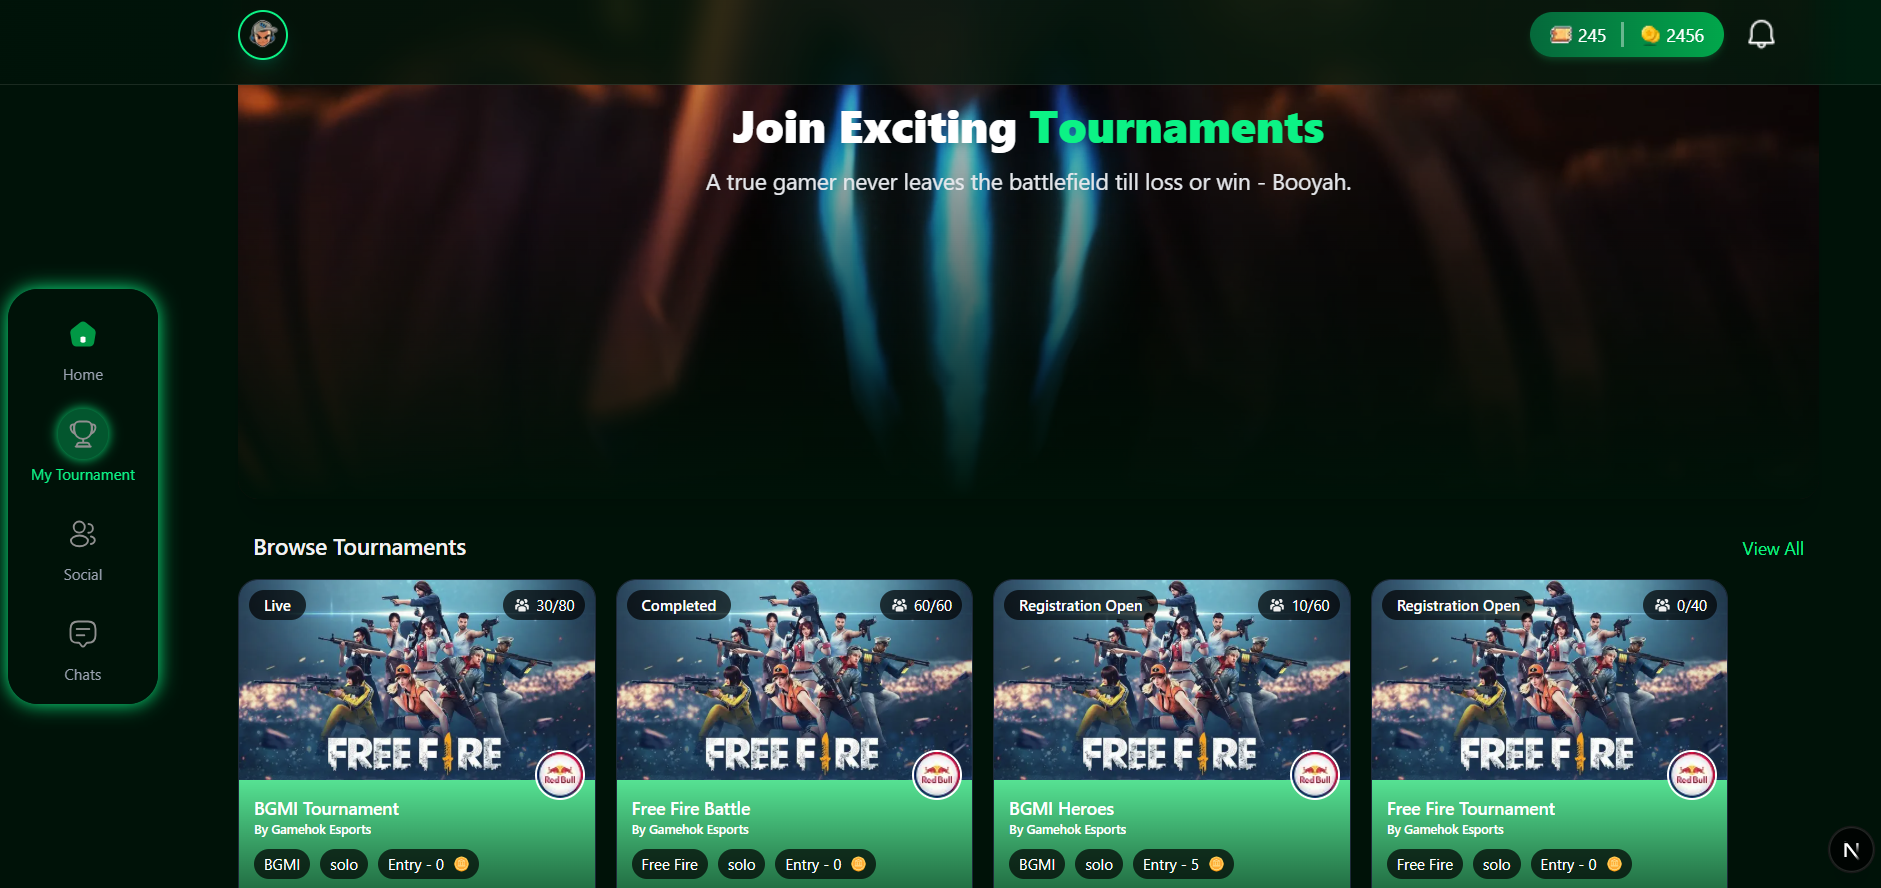 245 | 2456
Join Exciting Tournaments
A true gamer never leaves the battlefield till loss or win - Booyah.
Home
My Tournament
Social
Chats
Browse Tournaments
View All
Live
30/80
FREE FIRE
Red Bull
BGMI Tournament
By Gamehok Esports
BGMI solo Entry - 0
Completed
60/60
FREE FIRE
Red Bull
Free Fire Battle
By Gamehok Esports
Free Fire solo Entry - 0
Registration Open
10/60
FREE FIRE
Red Bull
BGMI Heroes
By Gamehok Esports
BGMI solo Entry - 5
Registration Open
0/40
FREE FIRE
Red Bull
Free Fire Tournament
By Gamehok Esports
Free Fire solo Entry - 0
N